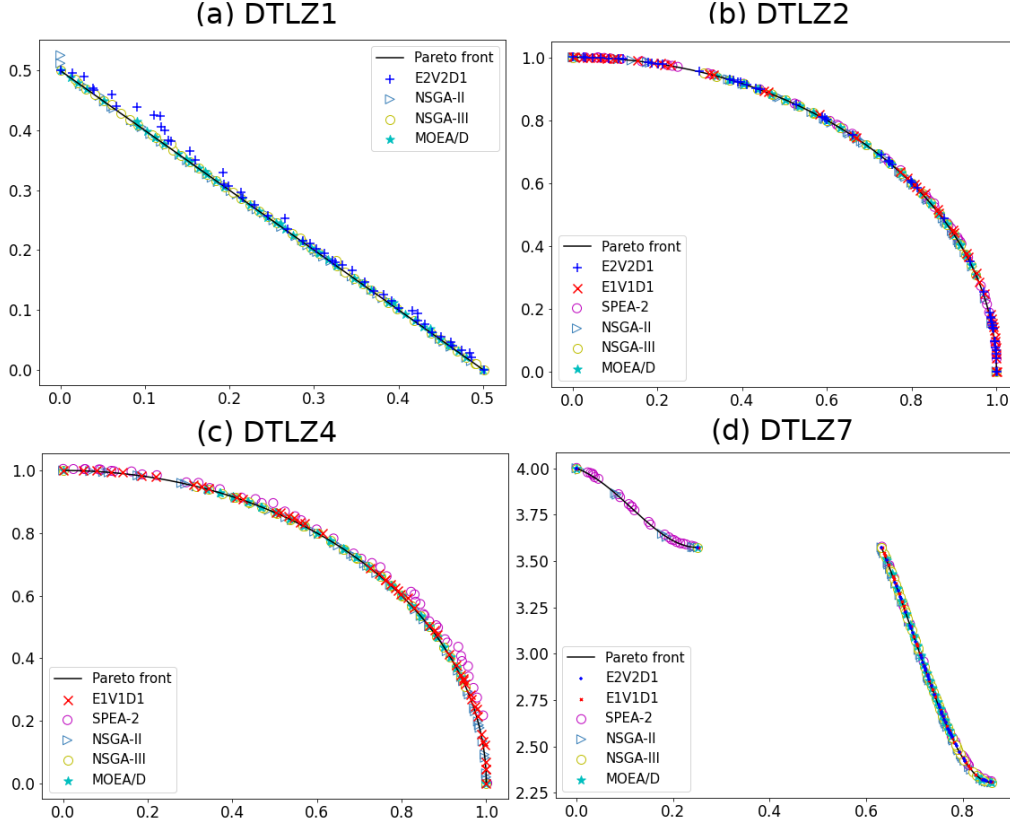 (a) DTLZ1
0.5
0.4
0.3
0.2
0.1
0.0
0.0 0.1 0.2 0.3 0.4 0.5
Pareto front
E2V2D1
NSGA-II
NSGA-III
MOEA/D
(b) DTLZ2
1.0
0.8
0.6
0.4
0.2
0.0
0.0 0.2 0.4 0.6 0.8 1.0
Pareto front
E2V2D1
E1V1D1
SPEA-2
NSGA-II
NSGA-III
MOEA/D
(c) DTLZ4
1.0
0.8
0.6
0.4
0.2
0.0
0.0 0.2 0.4 0.6 0.8 1.0
Pareto front
E1V1D1
SPEA-2
NSGA-II
NSGA-III
MOEA/D
(d) DTLZ7
4.00
3.75
3.50
3.25
3.00
2.75
2.50
2.25
0.0 0.2 0.4 0.6 0.8
Pareto front
E2V2D1
E1V1D1
SPEA-2
NSGA-II
NSGA-III
MOEA/D